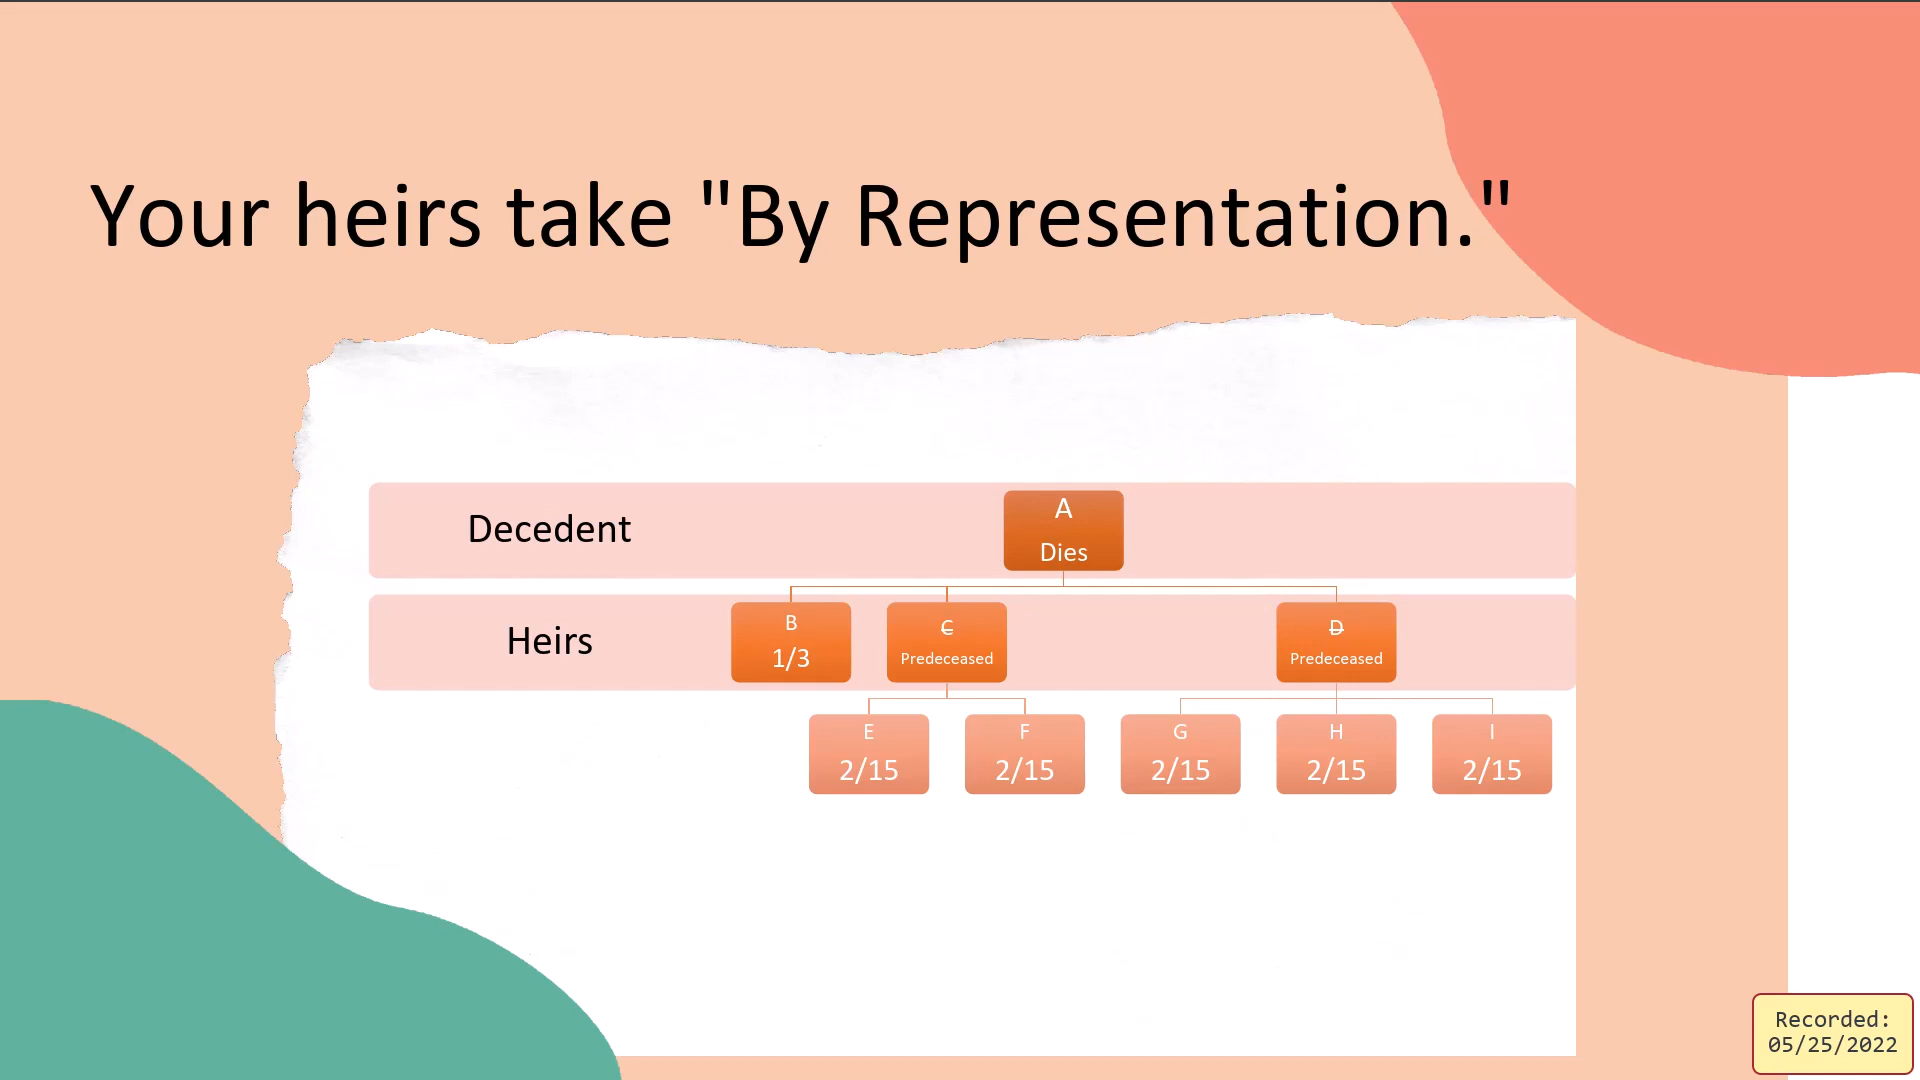 Your heirs take "By Representation."
Decedent
A
Dies
Heirs
B
1/3
C
Predeceased
D
Predeceased
E
2/15
F
2/15
G
2/15
H
2/15
I
2/15
Recorded:
05/25/2022